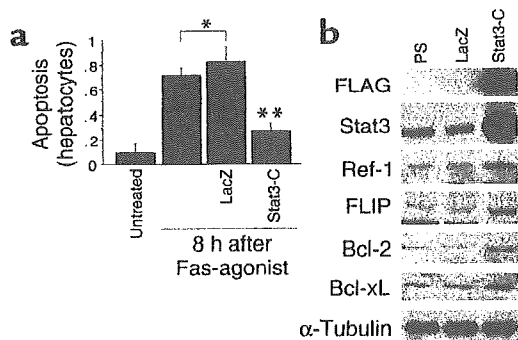 a
Apoptosis
(hepatocytes)
1.
.8
.6
.4
.2
0
*
**
Untreated
LacZ
Stat3-C
8 h after
Fas-agonist
b
PS
LacZ
Stat3-C
FLAG
Stat3
Ref-1
FLIP
Bcl-2
Bcl-xL
α-Tubulin